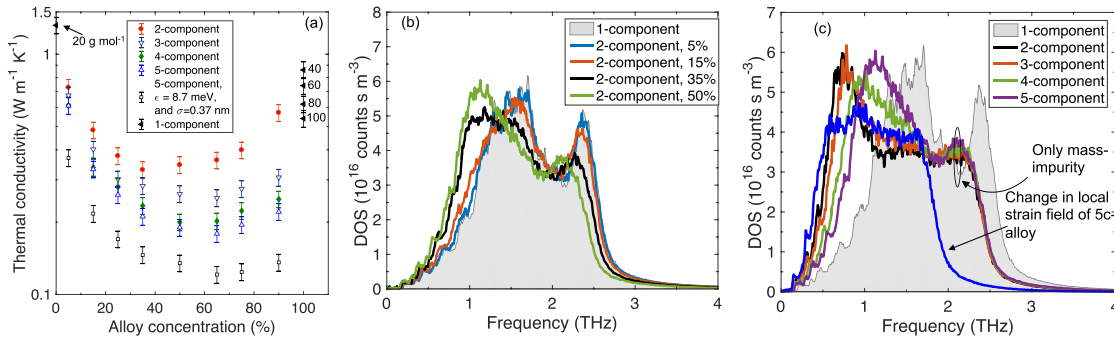 (a)
1.5
1
0.1
Thermal conductivity (W m⁻¹ K⁻¹)
20 g mol⁻¹
2-component
3-component
4-component
5-component
5-component,
ϵ = 8.7 meV,
and σ=0.37 nm
1-component
40
60
76
100
0 20 40 60 80 100
Alloy concentration (%)
(b)
8
7
6
5
4
3
2
1
0
DOS (10¹⁶ counts s m⁻³)
1-component
2-component, 5%
2-component, 15%
2-component, 35%
2-component, 50%
0 1 2 3 4
Frequency (THz)
(c)
7
6
5
4
3
2
1
0
DOS (10¹⁶ counts s m⁻³)
1-component
2-component
3-component
4-component
5-component
Only mass-
impurity
Change in local
strain field of 5c-
alloy
0 1 2 3 4
Frequency (THz)